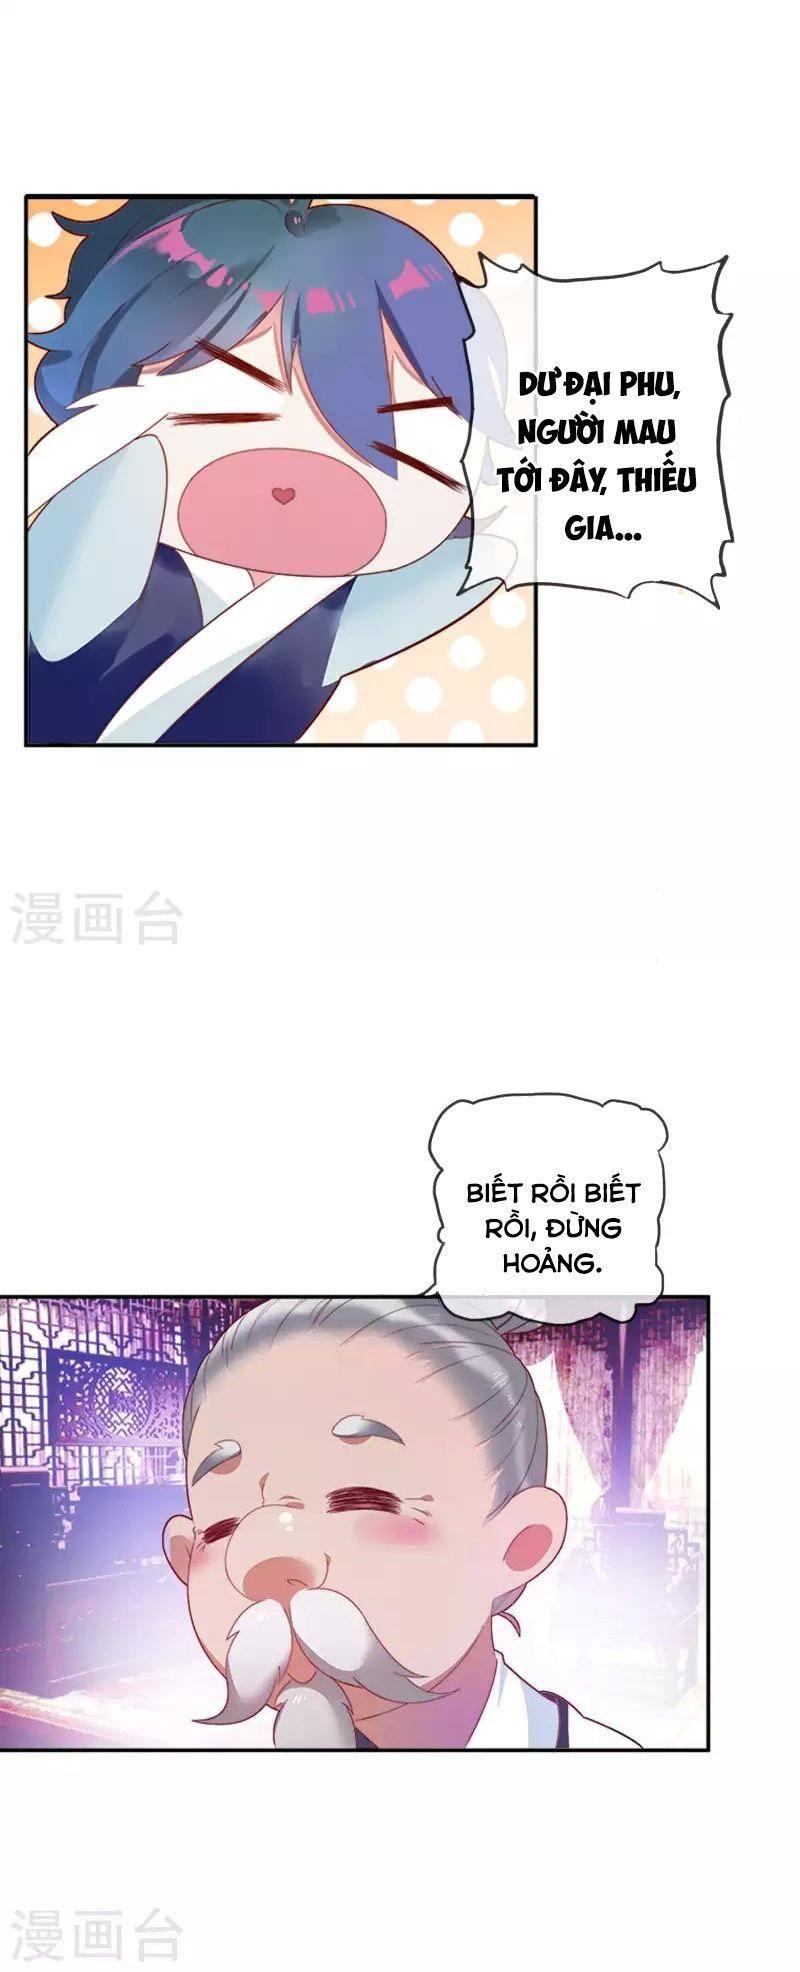 DƯ ĐẠI PHU,
NGƯỜI MAU
TỚI ĐÂY, THIẾU
GIA...
漫画台
BIẾT RỒI BIẾT
RỒI, ĐỪNG
HOẢNG.
漫画台